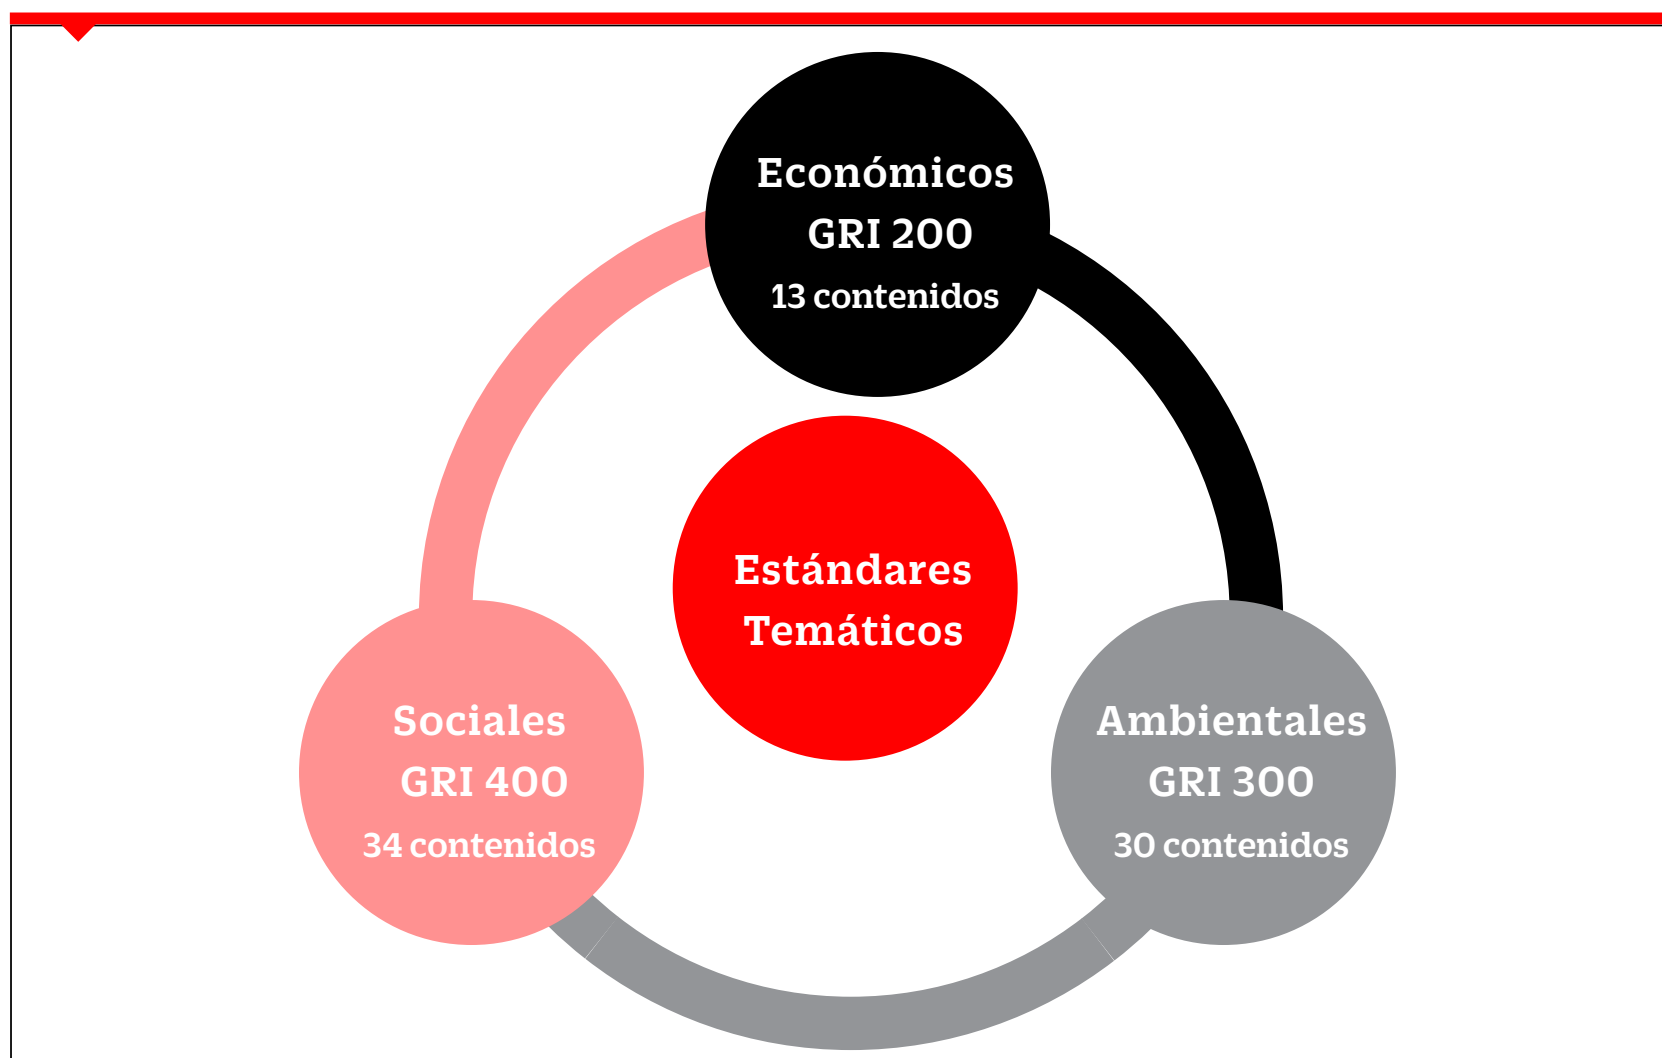 Económicos
GRI 200
13 contenidos
Estándares
Temáticos
Sociales
GRI 400
34 contenidos
Ambientales
GRI 300
30 contenidos